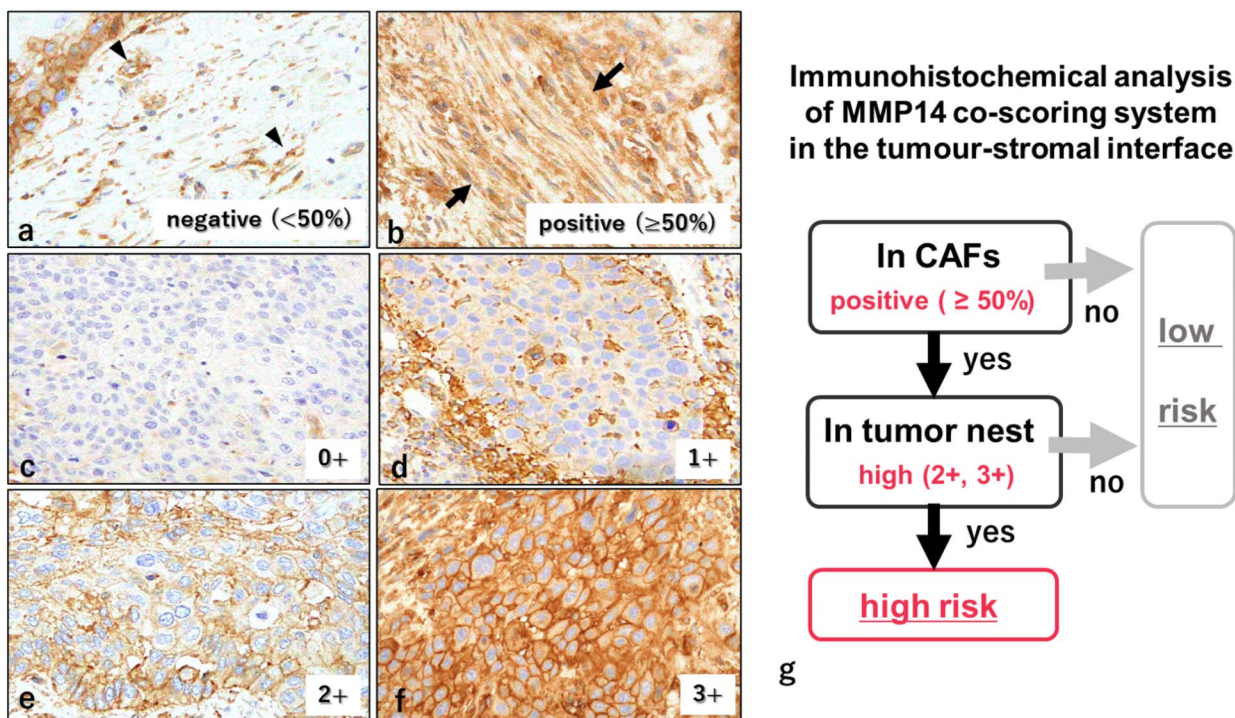 a
negative (<50%)
b
positive (≥50%)
c
0+
d
1+
e
2+
f
3+
Immunohistochemical analysis
of MMP14 co-scoring system
in the tumour-stromal interface
In CAFs
positive ( ≥ 50%)
no
yes
In tumor nest
high (2+, 3+)
no
yes
high risk
low
risk
g